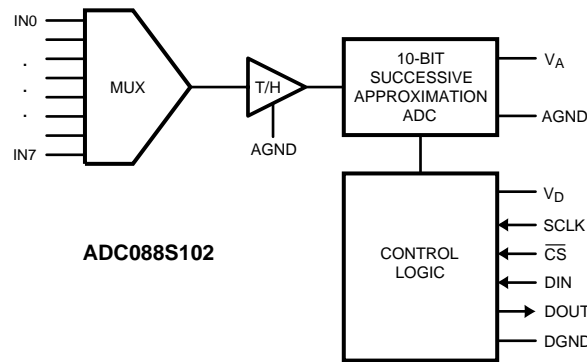 IN0
.
.
.
IN7
MUX
T/H
AGND
10-BIT
SUCCESSIVE
APPROXIMATION
ADC
VA
AGND
CONTROL
LOGIC
VD
SCLK
CS
DIN
DOUT
DGND
ADC088S102